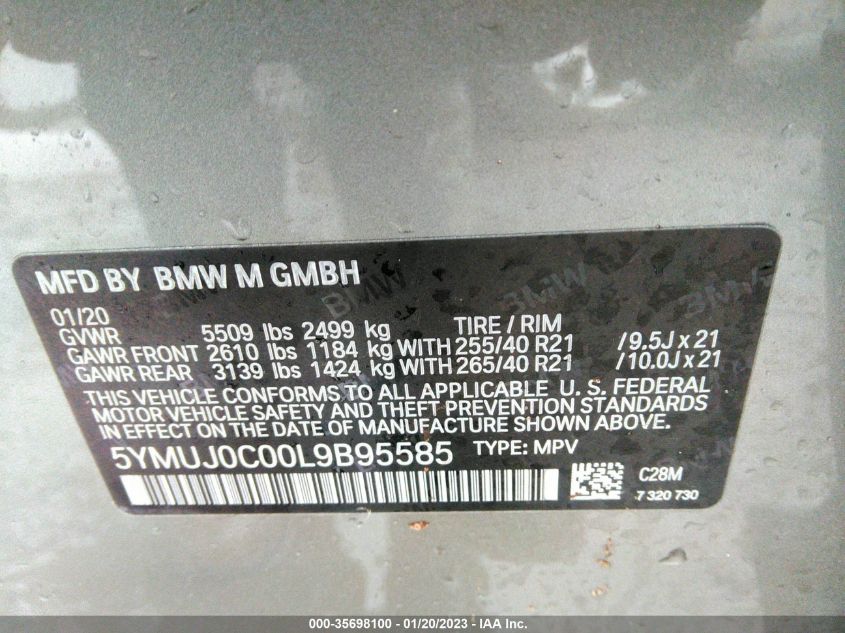 MFD BY BMW M GMBH
01/20
GVWR 5509 lbs 2499 kg TIRE / RIM
GAWR FRONT 2610 lbs 1184 kg WITH 255/40 R21 /9.5J x 21
GAWR REAR 3139 lbs 1424 kg WITH 265/40 R21 /10.0J x 21
THIS VEHICLE CONFORMS TO ALL APPLICABLE U.S. FEDERAL
MOTOR VEHICLE SAFETY AND THEFT PREVENTION STANDARDS
IN EFFECT ON THE DATE OF MANUFACTURE SHOWN ABOVE.
5YMUJ0C00L9B95585 TYPE: MPV
C28M
7 320 730
000-35698100 - 01/20/2023 - IAA Inc.